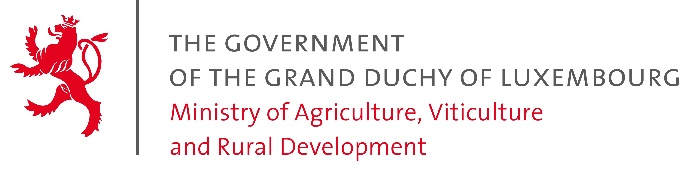 THE GOVERNMENT
OF THE GRAND DUCHY OF LUXEMBOURG
Ministry of Agriculture, Viticulture
and Rural Development